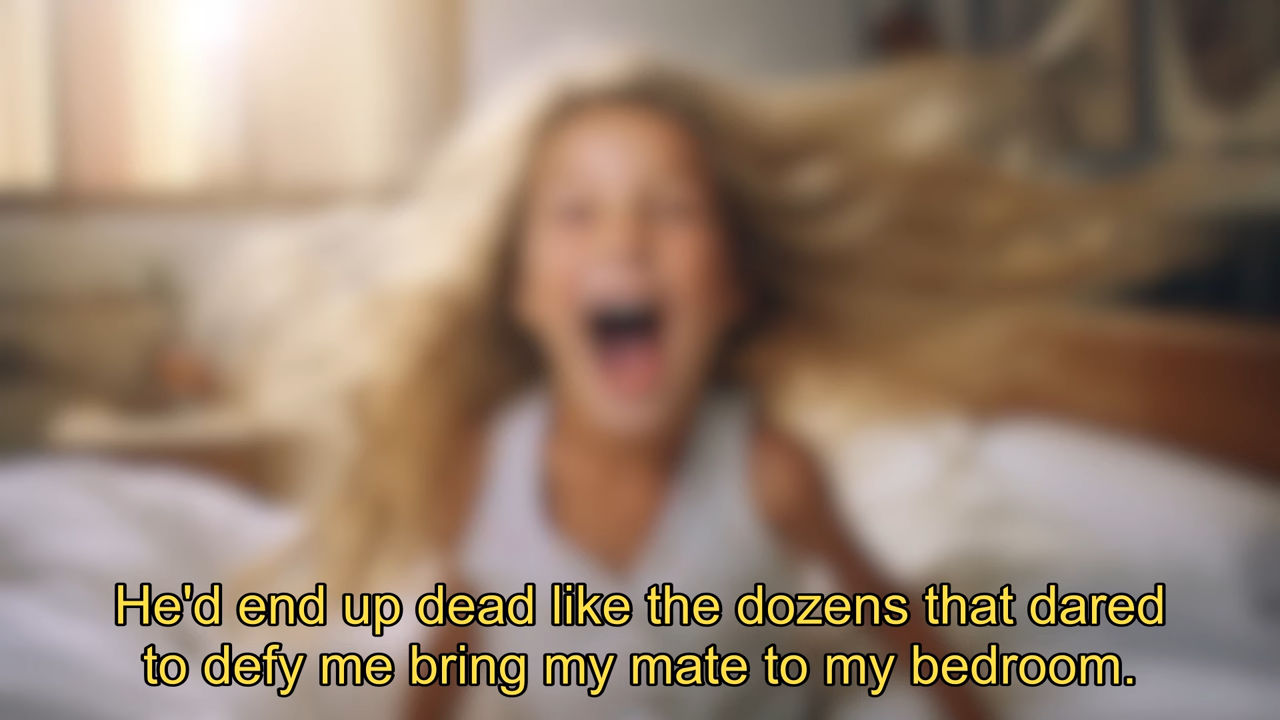 He'd end up dead like the dozens that dared
to defy me bring my mate to my bedroom.